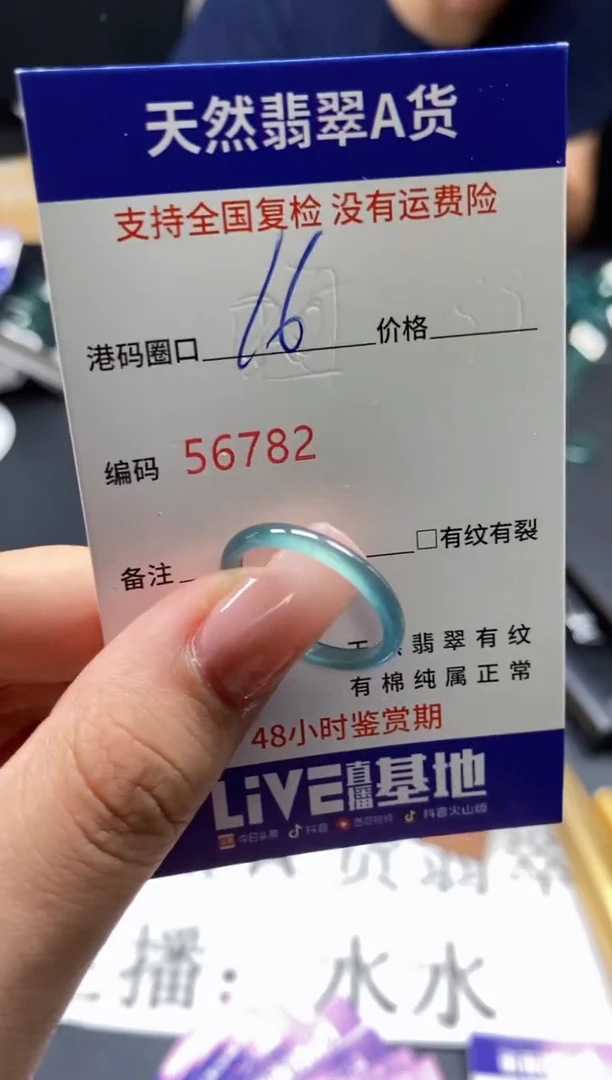 天然翡翠A货
支持全国复检 没有运费险
港码圈口 16 价格
编码 56782
备注 □有纹有裂
翡翠有纹
有棉纯属正常
48小时鉴赏期
LiVE直播基地
今日头条 抖音 西瓜视频 抖音火山版
A货翡翠
播：水水